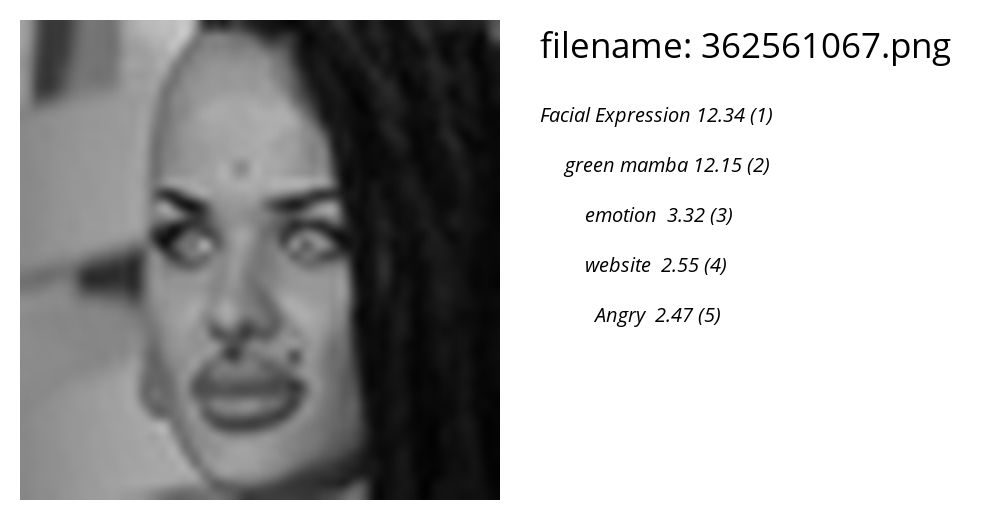 filename: 362561067.png
Facial Expression 12.34 (1)
green mamba 12.15 (2)
emotion 3.32 (3)
website 2.55 (4)
Angry 2.47 (5)